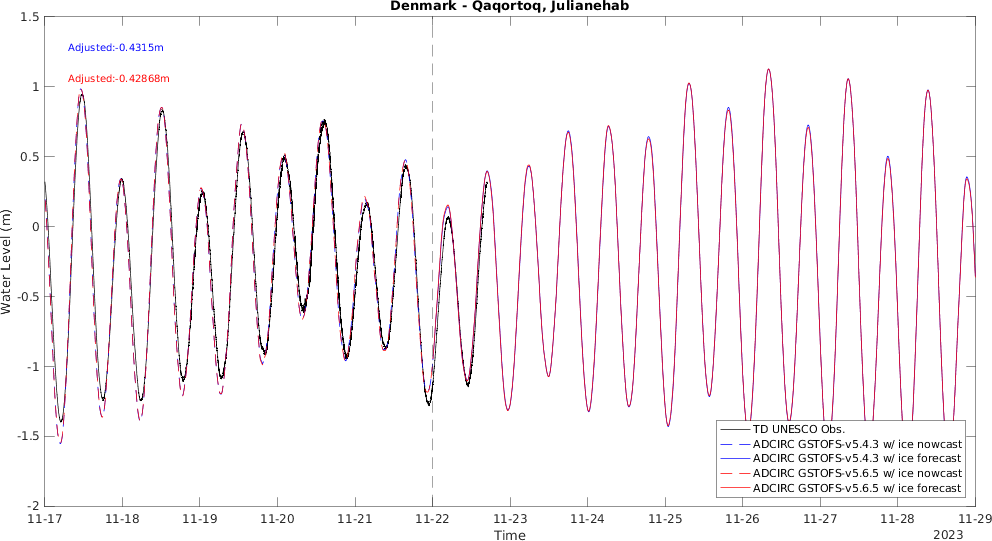 Denmark - Qaqortoq, Julianehab
Adjusted:-0.4315m
Adjusted:-0.42868m
Water Level (m)
1.5
1
0.5
0
-0.5
-1
-1.5
-2
TD UNESCO Obs.
ADCIRC GSTOFS-v5.4.3 w/ ice nowcast
ADCIRC GSTOFS-v5.4.3 w/ ice forecast
ADCIRC GSTOFS-v5.6.5 w/ ice nowcast
ADCIRC GSTOFS-v5.6.5 w/ ice forecast
11-17 11-18 11-19 11-20 11-21 11-22 11-23 11-24 11-25 11-26 11-27 11-28 11-29
Time
2023